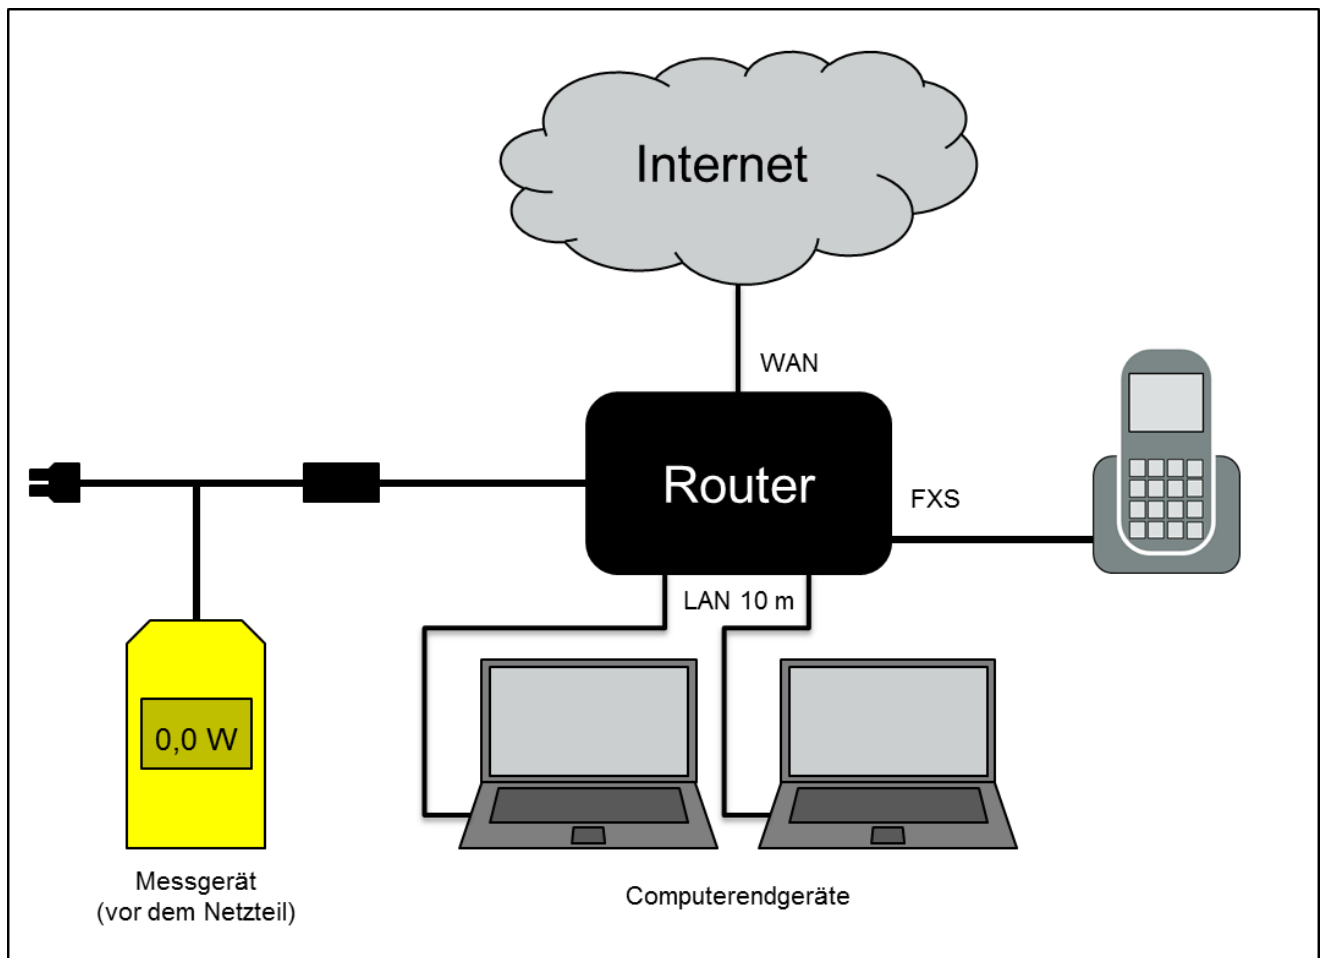 Internet
WAN
Router
FXS
LAN 10 m
0,0 W
Messgerät
(vor dem Netzteil)
Computerendgeräte